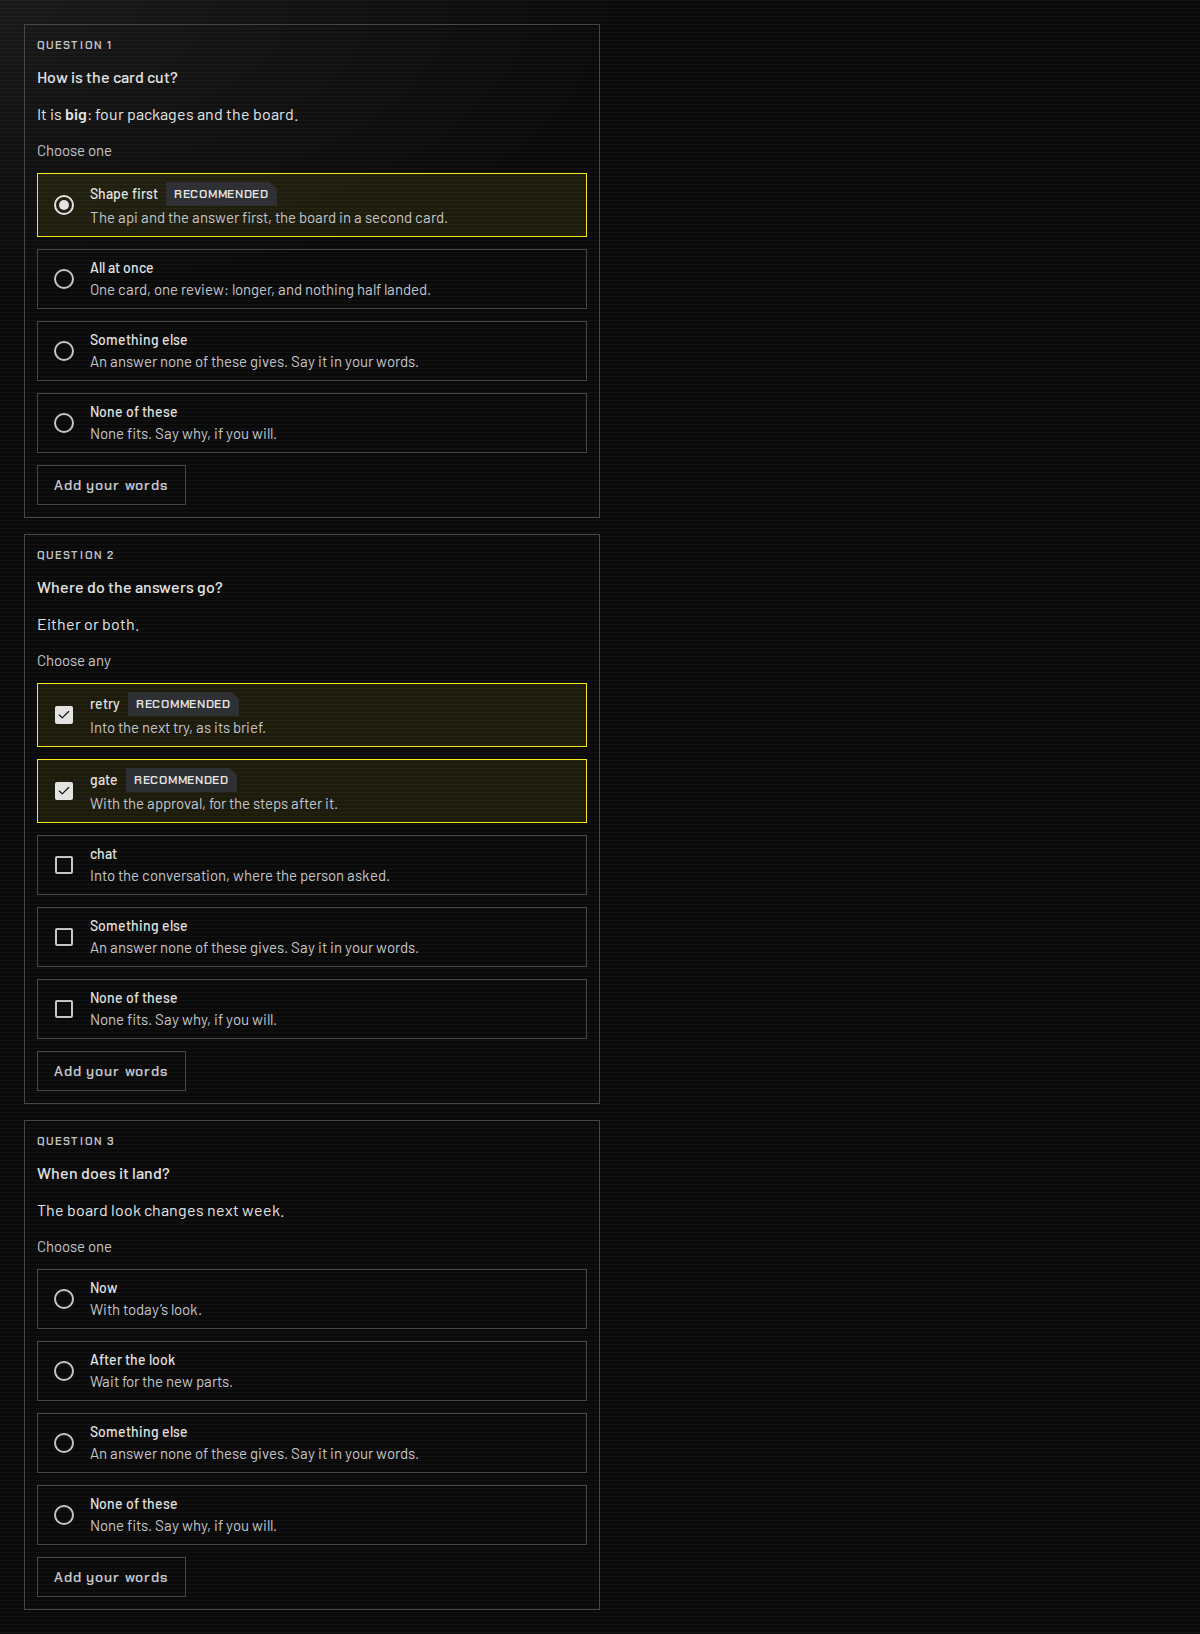 QUESTION 1
How is the card cut?
It is big: four packages and the board.
Choose one
Shape first RECOMMENDED
The api and the answer first, the board in a second card.
All at once
One card, one review: longer, and nothing half landed.
Something else
An answer none of these gives. Say it in your words.
None of these
None fits. Say why, if you will.
Add your words
QUESTION 2
Where do the answers go?
Either or both.
Choose any
retry RECOMMENDED
Into the next try, as its brief.
gate RECOMMENDED
With the approval, for the steps after it.
chat
Into the conversation, where the person asked.
Something else
An answer none of these gives. Say it in your words.
None of these
None fits. Say why, if you will.
Add your words
QUESTION 3
When does it land?
The board look changes next week.
Choose one
Now
With today's look.
After the look
Wait for the new parts.
Something else
An answer none of these gives. Say it in your words.
None of these
None fits. Say why, if you will.
Add your words